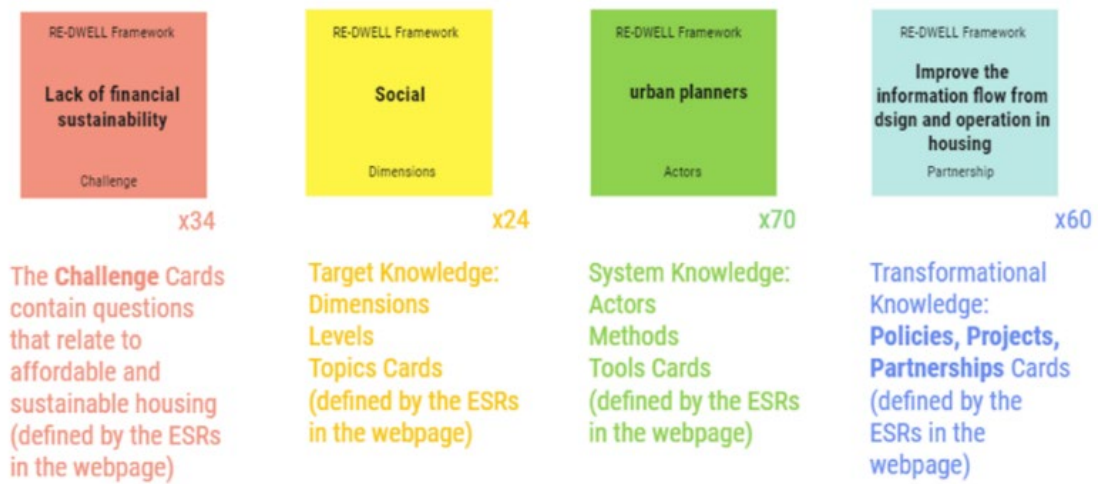 RE-DWELL Framework
Lack of financial
sustainability
Challenge
x34
The Challenge Cards
contain questions
that relate to
affordable and
sustainable housing
(defined by the ESRs
in the webpage)
RE-DWELL Framework
Social
Dimensions
x24
Target Knowledge:
Dimensions
Levels
Topics Cards
(defined by the ESRs
in the webpage)
RE-DWELL Framework
urban planners
Actors
x70
System Knowledge:
Actors
Methods
Tools Cards
(defined by the ESRs
in the webpage)
RE-DWELL Framework
Improve the
information flow from
dsign and operation in
housing
Partnership
x60
Transformational
Knowledge:
Policies, Projects,
Partnerships Cards
(defined by the
ESRs in the
webpage)